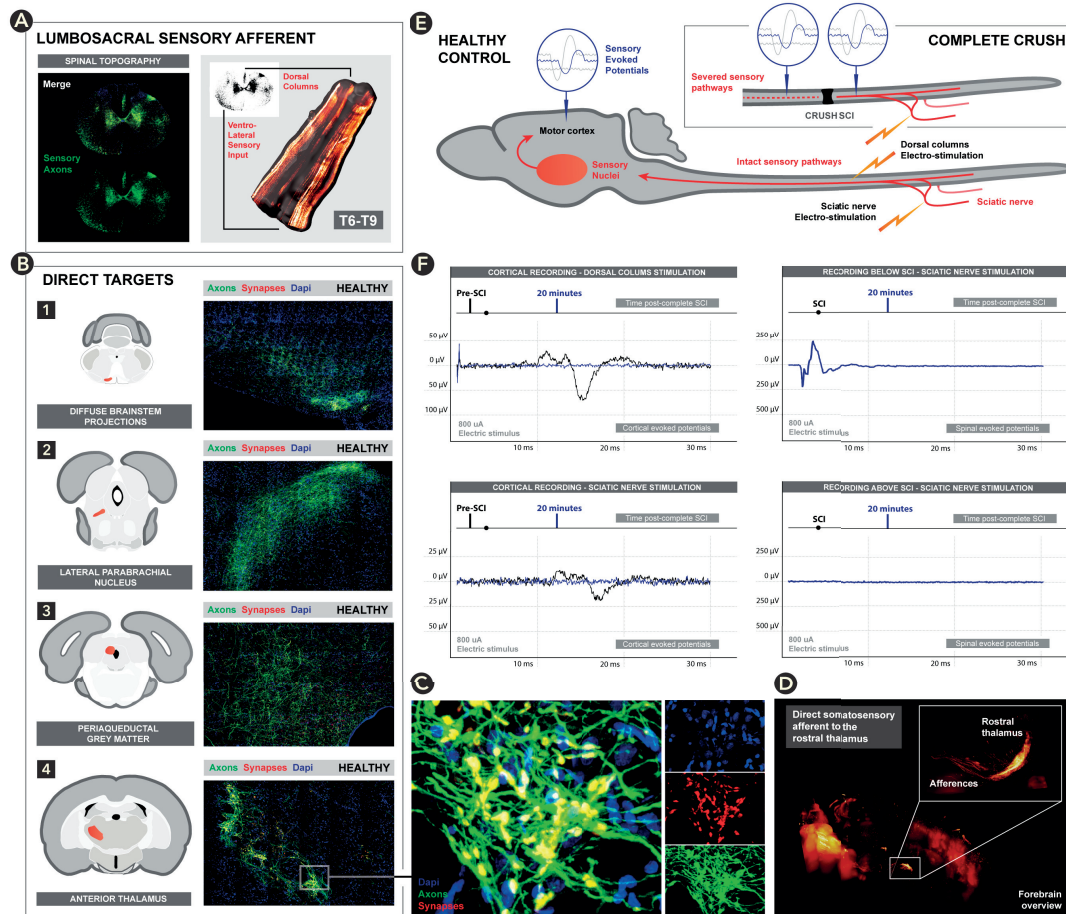 A
LUMBOSACRAL SENSORY AFFERENT
SPINAL TOPOGRAPHY
Merge
Sensory
Axons
Dorsal
Columns
Ventro-
Lateral
Sensory
Input
T6-T9
B
DIRECT TARGETS
1
DIFFUSE BRAINSTEM
PROJECTIONS
Axons Synapses Dapi HEALTHY
2
LATERAL PARABRACHIAL
NUCLEUS
Axons Synapses Dapi HEALTHY
3
PERIAQUEDUCTAL
GREY MATTER
Axons Synapses Dapi HEALTHY
4
ANTERIOR THALAMUS
Axons Synapses Dapi HEALTHY
E
HEALTHY
CONTROL
Sensory
Evoked
Potentials
COMPLETE CRUSH
Severed sensory
pathways
CRUSH SCI
Motor cortex
Sensory
Nuclei
Intact sensory pathways
Dorsal columns
Electro-stimulation
Sciatic nerve
Electro-stimulation
Sciatic nerve
F
CORTICAL RECORDING - DORSAL COLUMS STIMULATION
Pre-SCI
20 minutes
Time post-complete SCI
50 µV
0 µV
50 µV
100 µV
800 uA
Electric stimulus
Cortical evoked potentials
10 ms
20 ms
30 ms
RECORDING BELOW SCI - SCIATIC NERVE STIMULATION
SCI
20 minutes
Time post-complete SCI
250 µV
0 µV
250 µV
500 µV
800 uA
Electric stimulus
Spinal evoked potentials
10 ms
20 ms
30 ms
CORTICAL RECORDING - SCIATIC NERVE STIMULATION
Pre-SCI
20 minutes
Time post-complete SCI
25 µV
0 µV
25 µV
50 µV
800 uA
Electric stimulus
Cortical evoked potentials
10 ms
20 ms
30 ms
RECORDING ABOVE SCI - SCIATIC NERVE STIMULATION
SCI
20 minutes
Time post-complete SCI
250 µV
0 µV
250 µV
500 µV
800 uA
Electric stimulus
Spinal evoked potentials
10 ms
20 ms
30 ms
C
Dapi
Axons
Synapses
D
Direct somatosensory
afferent to the
rostral thalamus
Rostral
thalamus
Afferences
Forebrain
overview